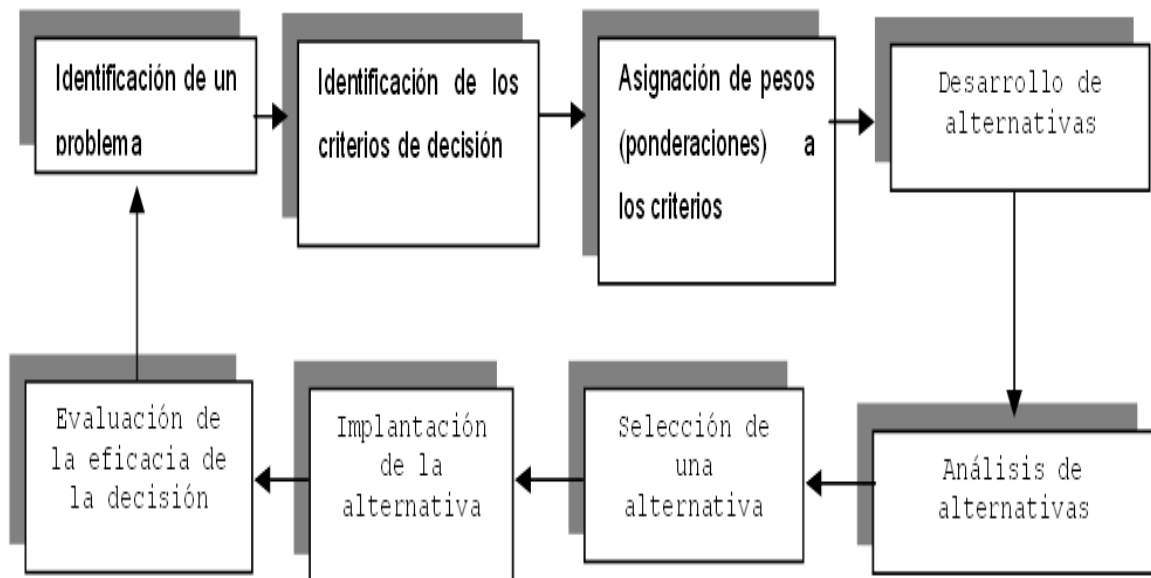 Identificación de un
problema
Identificación de los
criterios de decisión
Asignación de pesos
(ponderaciones) a
los criterios
Desarrollo de
alternativas
Análisis de
alternativas
Selección de
una
alternativa
Implantación
de la
alternativa
Evaluación de
la eficacia de
la decisión